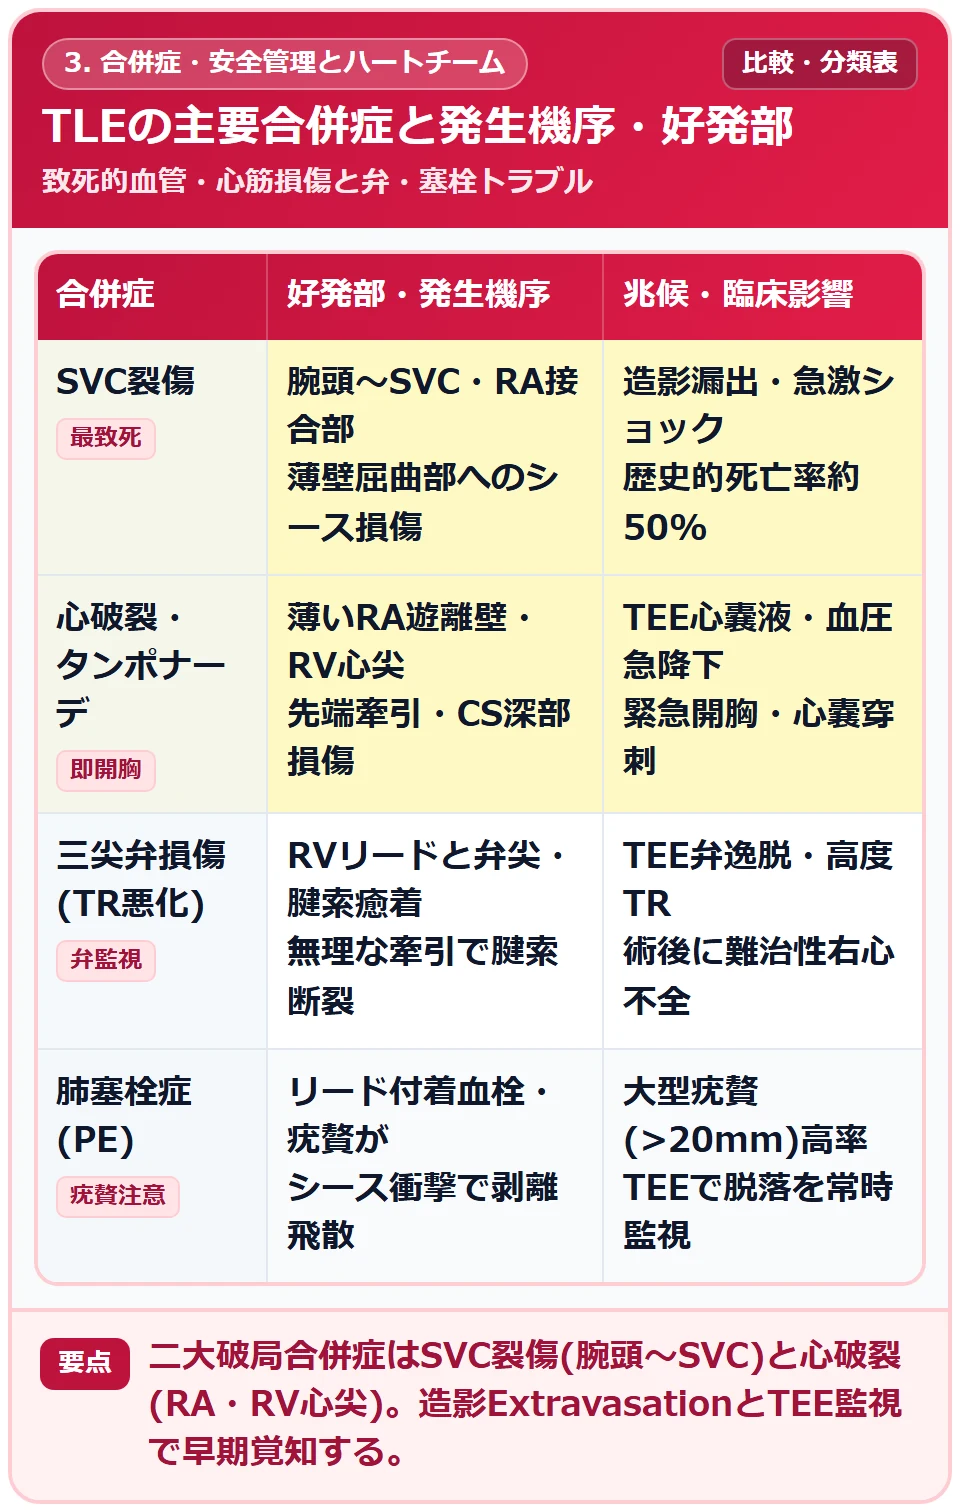 3. 合併症・安全管理とハートチーム
比較・分類表
TLEの主要合併症と発生機序・好発部
致死的血管・心筋損傷と弁・塞栓トラブル
合併症
好発部・発生機序
兆候・臨床影響
SVC裂傷
最致死
腕頭〜SVC・RA接
合部
薄壁屈曲部へのシ
ース損傷
造影漏出・急激シ
ョック
歴史的死亡率約
50%
心破裂・
タンポナー
デ
即開胸
薄いRA遊離壁・
RV心尖
先端牽引・CS深部
損傷
TEE心嚢液・血圧
急降下
緊急開胸・心嚢穿
刺
三尖弁損傷
(TR悪化)
弁監視
RVリードと弁尖・
腱索癒着
無理な牽引で腱索
断裂
TEE弁逸脱・高度
TR
術後に難治性右心
不全
肺塞栓症
(PE)
疣贅注意
リード付着血栓・
疣贅が
シース衝撃で剥離
飛散
大型疣贅
(>20mm)高率
TEEで脱落を常時
監視
要点
二大破局合併症はSVC裂傷(腕頭〜SVC)と心破裂
(RA・RV心尖)。造影ExtravasationとTEE監視
で早期覚知する。